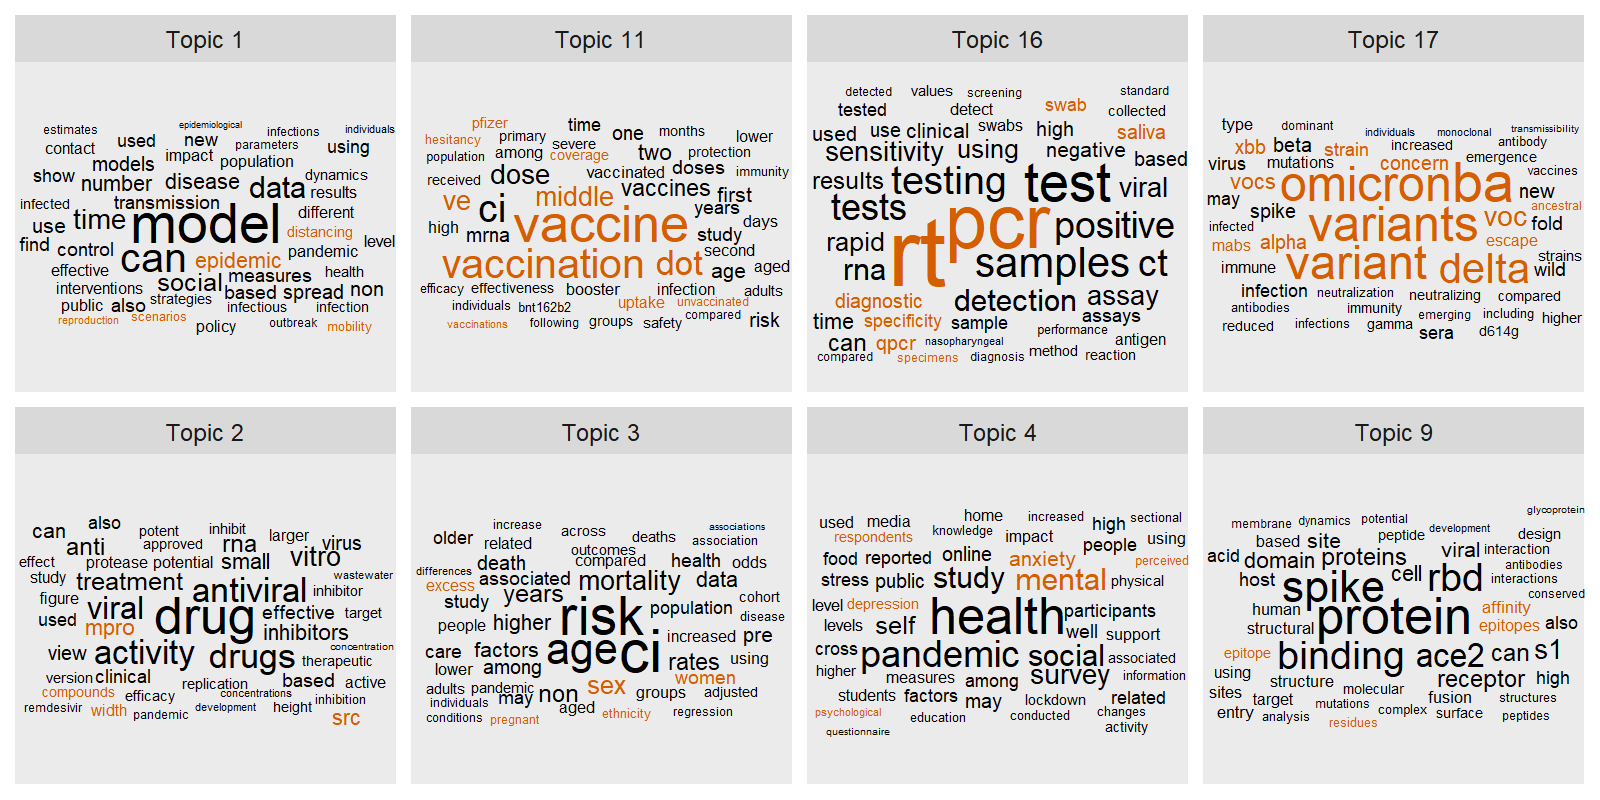 Topic 1
estimates epidemiological infections individuals
contact used new parameters using
models impact population
show number disease data dynamics
infected transmission results
use time model different
find can distancing
control epidemic pandemic level
effective social measures health
interventions based spread non
public also strategies infectious infection
reproduction scenarios policy outbreak mobility
Topic 11
pfizer time one months lower
hesitancy primary severe two protection
population among coverage
received dose vaccinated doses immunity
ve middle vaccines first
high ci vaccine years days
mrna study
vaccination dot second
age aged
efficacy effectiveness booster infection adults
individuals bnt162b2 uptake unvaccinated
vaccinations following groups safety compared risk
Topic 16
detected values screening standard
tested detect swab collected
used use clinical swabs high saliva
sensitivity using negative based
results testing test viral
tests rt pcr positive
rapid
rna samples ct
diagnostic detection assay
time specificity sample assays
can qpcr nasopharyngeal performance antigen
compared specimens diagnosis method reaction
Topic 17
type dominant individuals monoclonal transmissibility
xbb beta strain increased antibody
virus mutations concern emergence
vocs omicron ba vaccines
may new
spike variants voc ancestral
infected fold
mabs alpha escape
immune variant delta strains
wild
infection neutralization neutralizing compared
antibodies immunity emerging including higher
reduced infections gamma sera d614g
Topic 2
can also potent inhibit larger
anti approved rna virus
effect protease potential small vitro
study treatment antiviral wastewater
figure inhibitor
used viral drug effective target
mpro inhibitors
view activity drugs concentration
therapeutic
version clinical replication based active
compounds efficacy concentrations inhibition
remdesivir width pandemic development height src
Topic 3
older increase across deaths associations
related outcomes association
differences death compared health odds
excess associated mortality data
study years risk population cohort
people higher disease
care factors age ci increased pre
lower among rates using
adults pandemic may non sex women
individuals groups adjusted
conditions pregnant aged ethnicity regression
Topic 4
used media home increased high sectional
respondents knowledge impact people using
food reported online anxiety perceived
stress public study mental physical
level depression health participants
levels self well support
cross pandemic social associated
higher measures among survey information
students factors may lockdown related
psychological education conducted changes
questionnaire activity
Topic 9
membrane dynamics potential glycoprotein
based site peptide development design
acid domain proteins viral interaction
host spike cell rbd antibodies
interactions
human protein affinity conserved
structural epitopes also
epitope binding ace2 can s1
using structure receptor high
sites target molecular fusion structures
entry analysis mutations complex surface peptides
residues